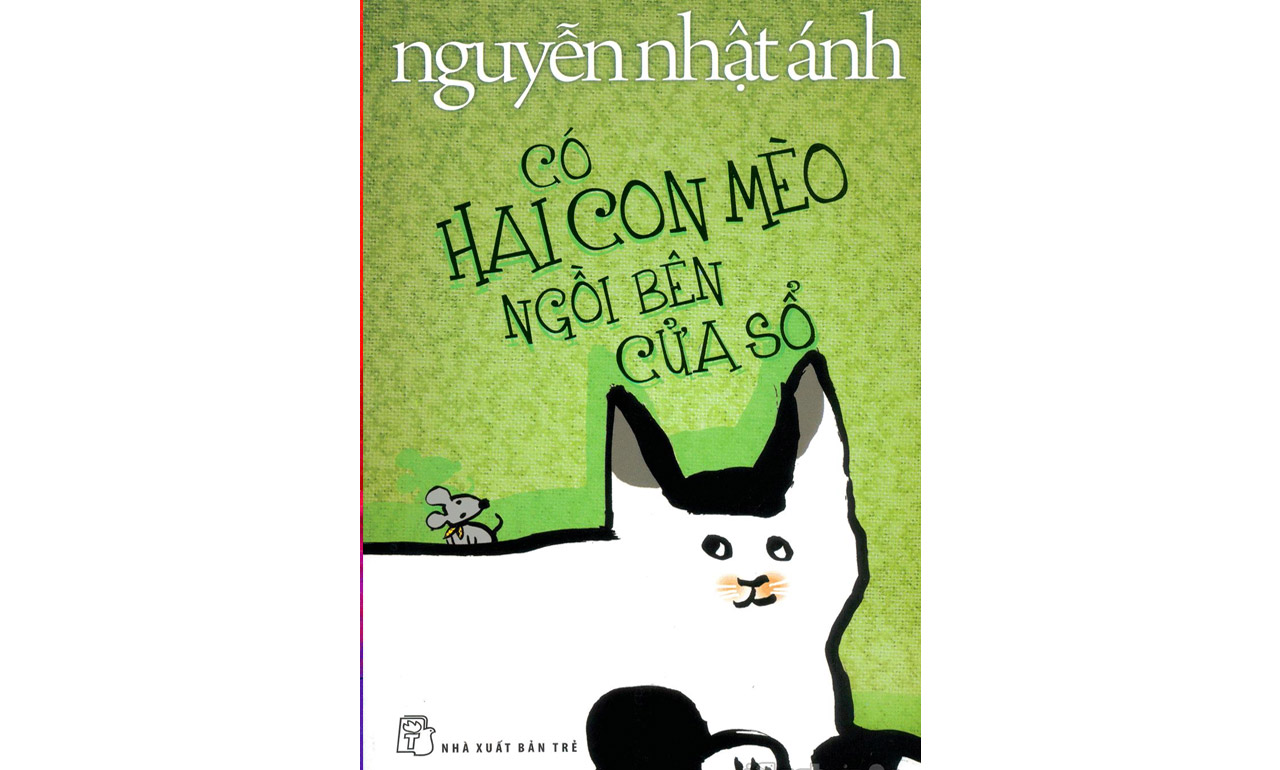 nguyễn nhật ánh
CÓ
HAI CON MÈO
NGỒI BÊN
CỬA SỔ
NHÀ XUẤT BẢN TRẺ